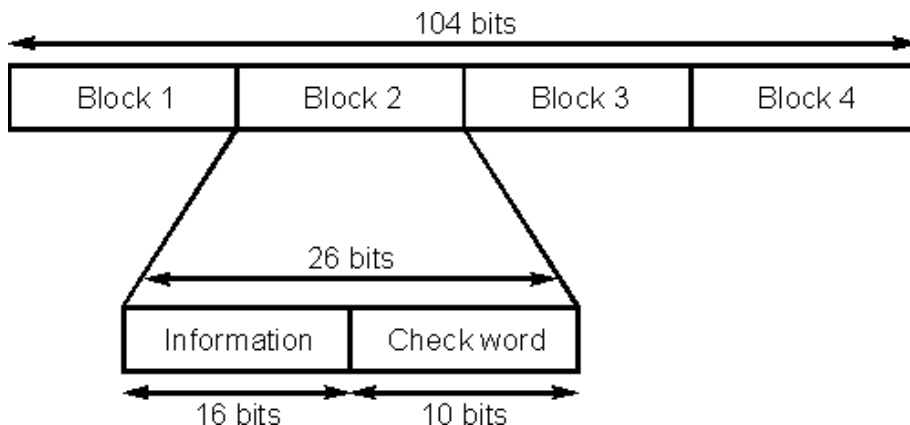 104 bits
Block 1 Block 2 Block 3 Block 4
26 bits
Information Check word
16 bits 10 bits